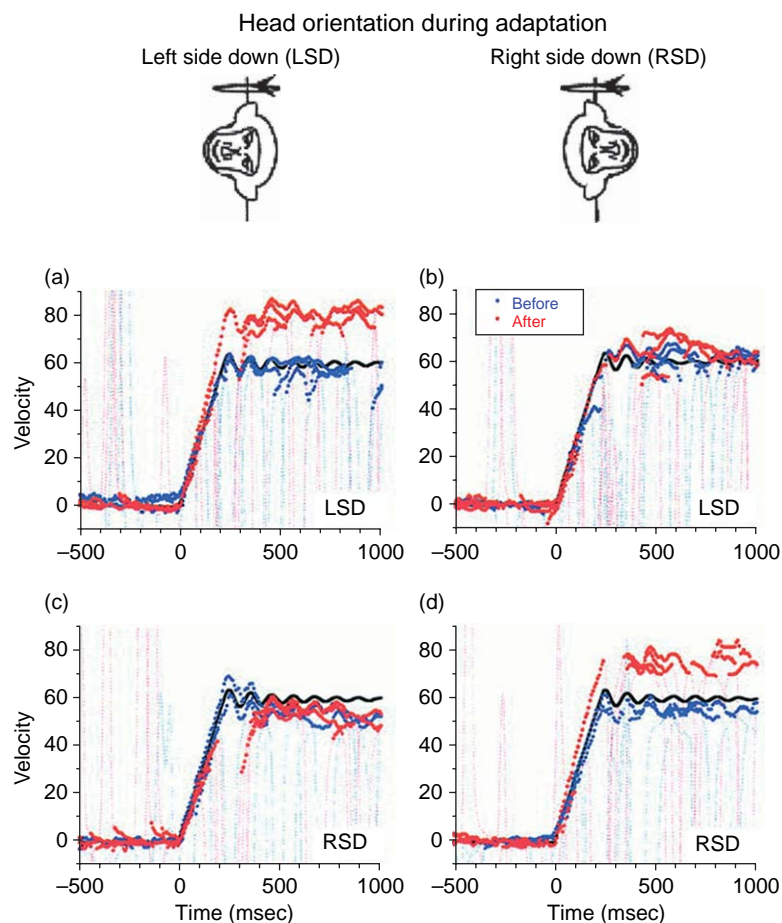 Head orientation during adaptation
Left side down (LSD) Right side down (RSD)
(a) (b)
Before
After
80
60
40
20
0
Velocity
LSD
–500 0 500 1000
80
60
40
20
0
LSD
–500 0 500 1000
(c) (d)
80
60
40
20
0
Velocity
RSD
–500 0 500 1000
Time (msec)
80
60
40
20
0
RSD
–500 0 500 1000
Time (msec)